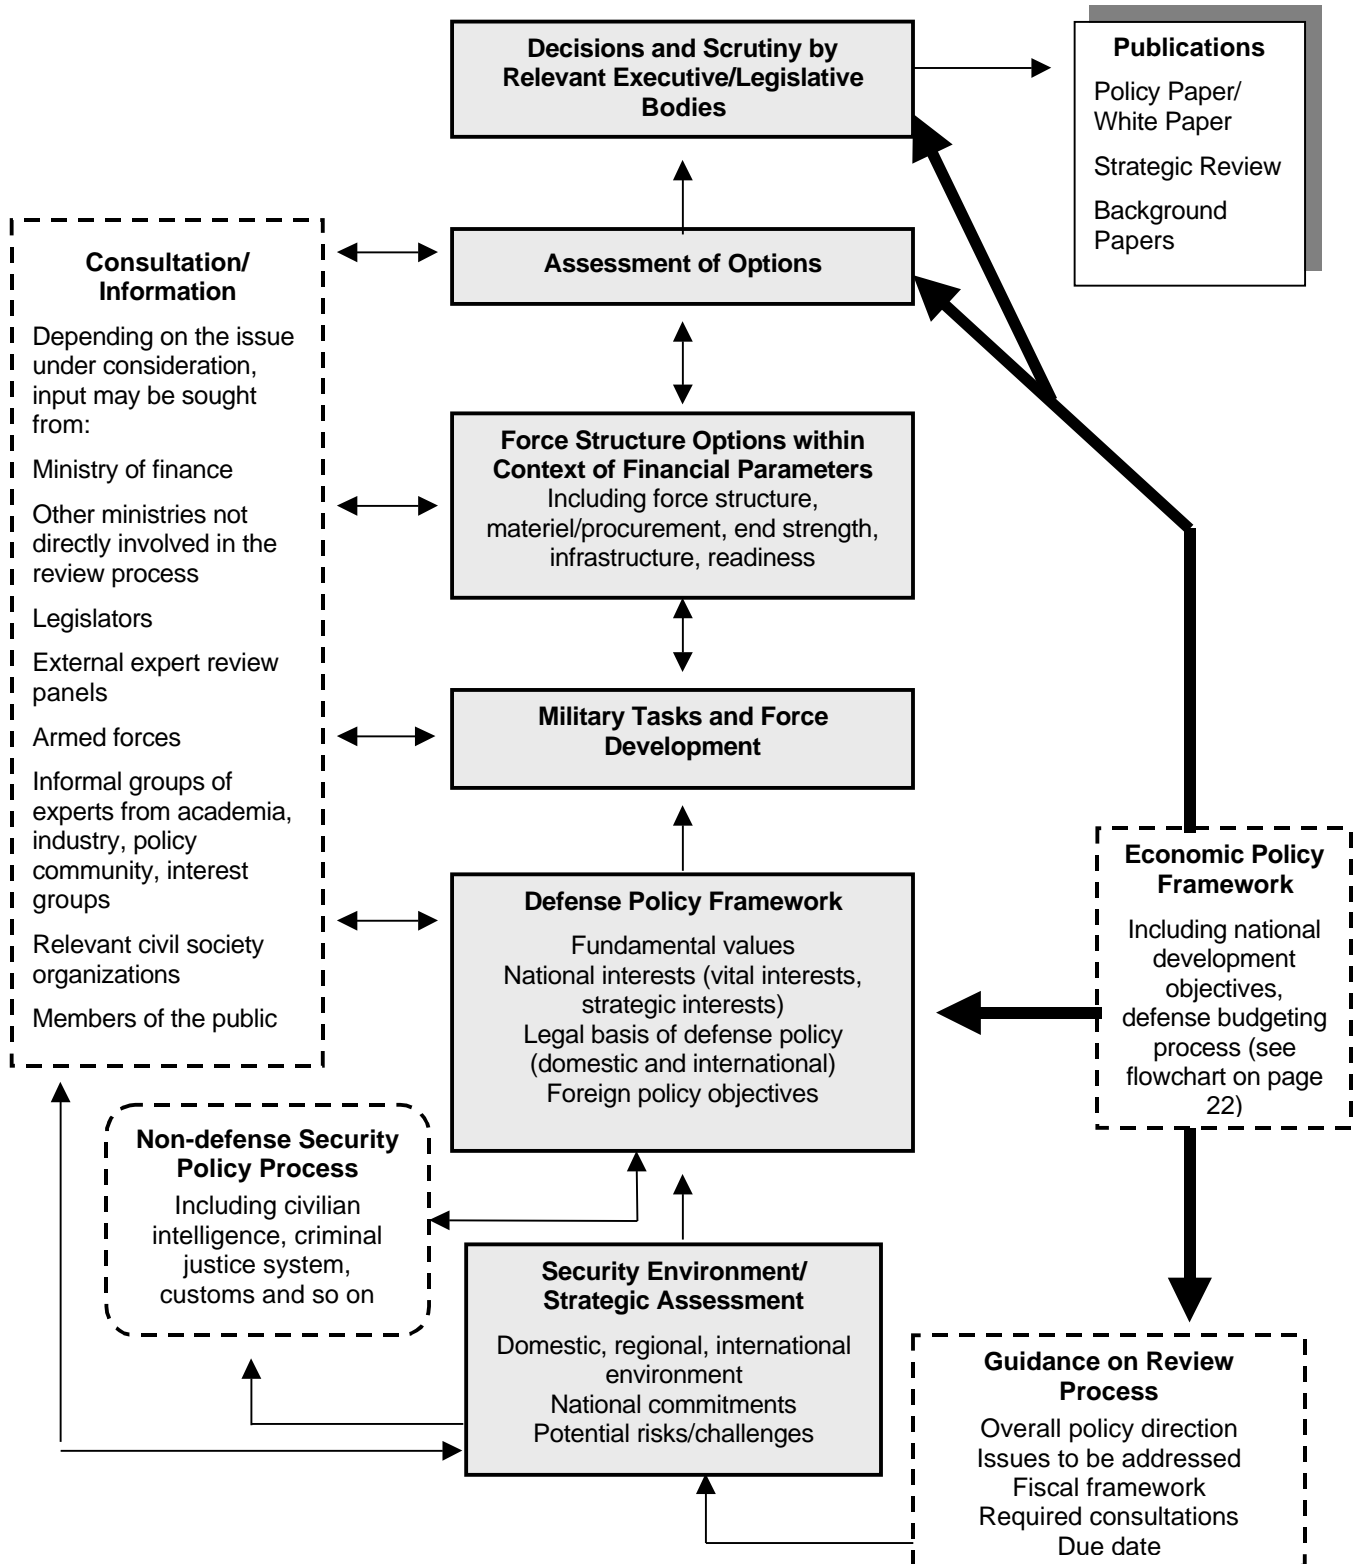 Decisions and Scrutiny by
Relevant Executive/Legislative
Bodies
Publications
Policy Paper/
White Paper
Strategic Review
Background
Papers
Consultation/
Information
Depending on the issue
under consideration,
input may be sought
from:
Ministry of finance
Other ministries not
directly involved in the
review process
Legislators
External expert review
panels
Armed forces
Informal groups of
experts from academia,
industry, policy
community, interest
groups
Relevant civil society
organizations
Members of the public
Assessment of Options
Force Structure Options within
Context of Financial Parameters
Including force structure,
materiel/procurement, end strength,
infrastructure, readiness
Military Tasks and Force
Development
Defense Policy Framework
Fundamental values
National interests (vital interests,
strategic interests)
Legal basis of defense policy
(domestic and international)
Foreign policy objectives
Economic Policy
Framework
Including national
development
objectives,
defense budgeting
process (see
flowchart on page
22)
Non-defense Security
Policy Process
Including civilian
intelligence, criminal
justice system,
customs and so on
Security Environment/
Strategic Assessment
Domestic, regional, international
environment
National commitments
Potential risks/challenges
Guidance on Review
Process
Overall policy direction
Issues to be addressed
Fiscal framework
Required consultations
Due date